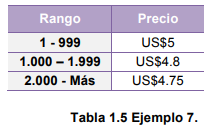 Rango Precio
1 - 999 US$5
1.000 – 1.999 US$4.8
2.000 - Más US$4.75
Tabla 1.5 Ejemplo 7.